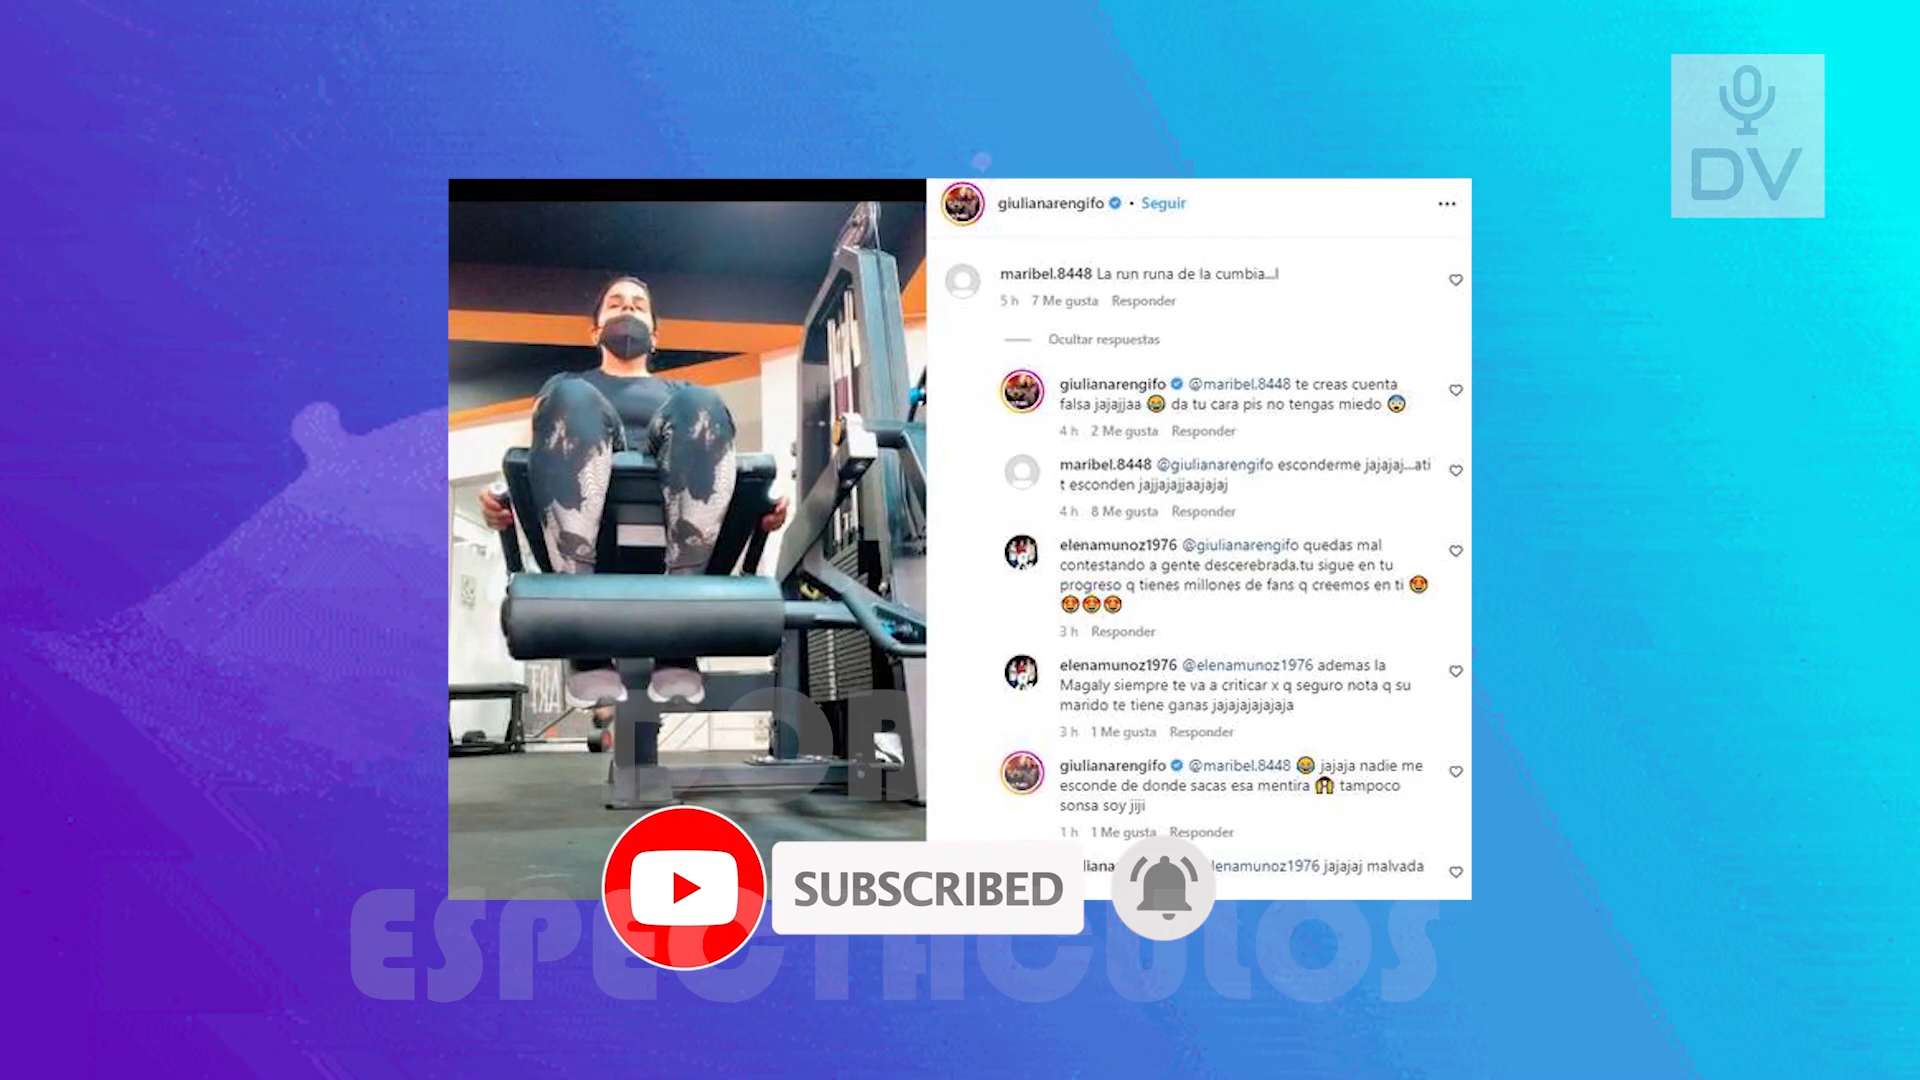 DV
giulianarengifo • Seguir
maribel.8448 La run runa de la cumbia...l
5 h 7 Me gusta Responder
Ocultar respuestas
giulianarengifo @maribel.8448 te creas cuenta
falsa jajajjaa 😂 da tu cara pis no tengas miedo 😨
4 h 2 Me gusta Responder
maribel.8448 @giulianarengifo esconderme jajajaj...ati
t esconden jajjajajjaajajaj
4 h 8 Me gusta Responder
elenamunoz1976 @giulianarengifo quedas mal
contestando a gente descerebrada.tu sigue en tu
progreso q tienes millones de fans q creemos en ti 🤩
🤩🤩🤩
3 h Responder
elenamunoz1976 @elenamunoz1976 ademas la
Magaly siempre te va a criticar x q seguro nota q su
marido te tiene ganas jajajajajajaja
3 h 1 Me gusta Responder
giulianarengifo @maribel.8448 😂 jajaja nadie me
esconde de donde sacas esa mentira 🙌 tampoco
sonsa soy jiji
1 h 1 Me gusta Responder
liana lenamunoz1976 jajajaj malvada
SUBSCRIBED
ESPECTÁCULOS